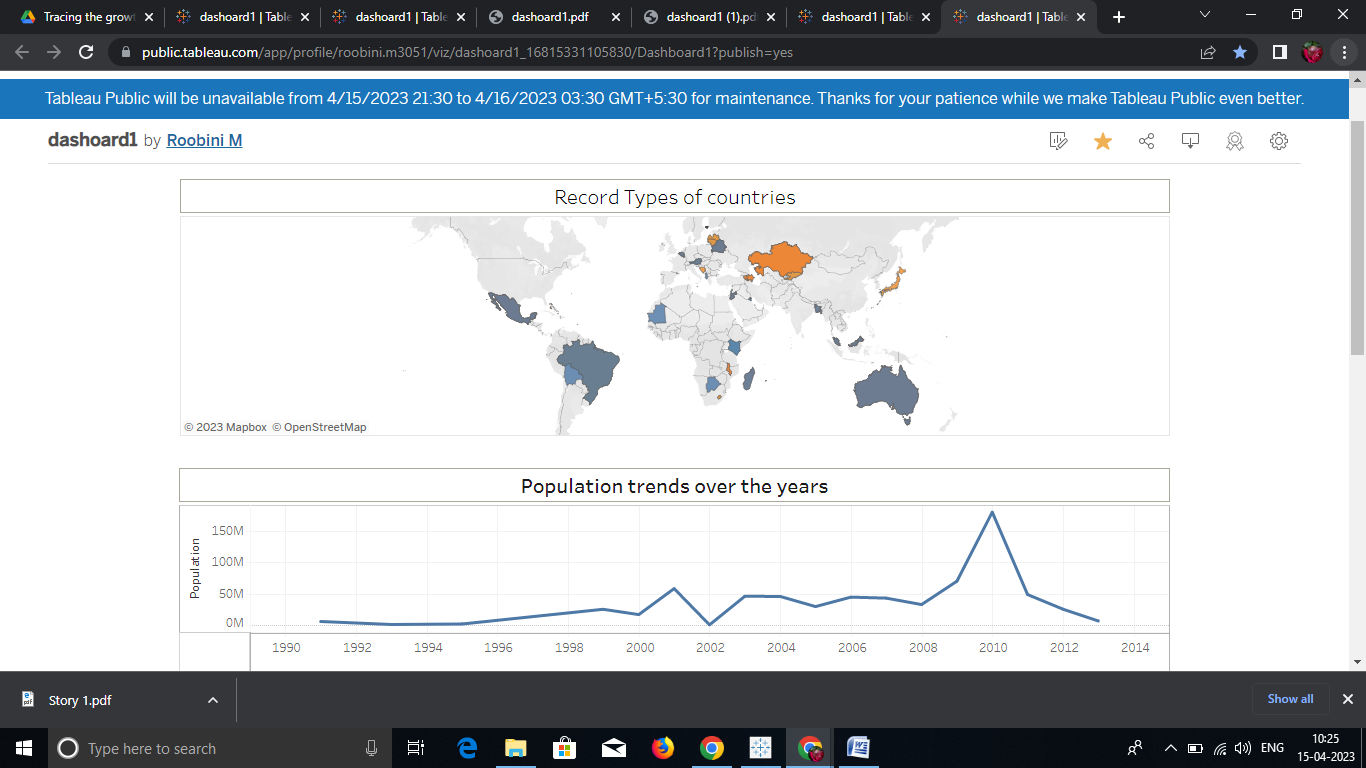 Tracing the growt
dashoard1 | Table
dashoard1 | Table
dashoard1.pdf
dashoard1 (1).pd
dashoard1 | Table
dashoard1 | Table
public.tableau.com/app/profile/roobini.m3051/viz/dashoard1_16815331105830/Dashboard1?publish=yes
Tableau Public will be unavailable from 4/15/2023 21:30 to 4/16/2023 03:30 GMT+5:30 for maintenance. Thanks for your patience while we make Tableau Public even better.
dashoard1 by Roobini M
Record Types of countries
© 2023 Mapbox © OpenStreetMap
Population trends over the years
Population
150M
100M
50M
0M
1990 1992 1994 1996 1998 2000 2002 2004 2006 2008 2010 2012 2014
Story 1.pdf
Show all
Type here to search
ENG
10:25
15-04-2023